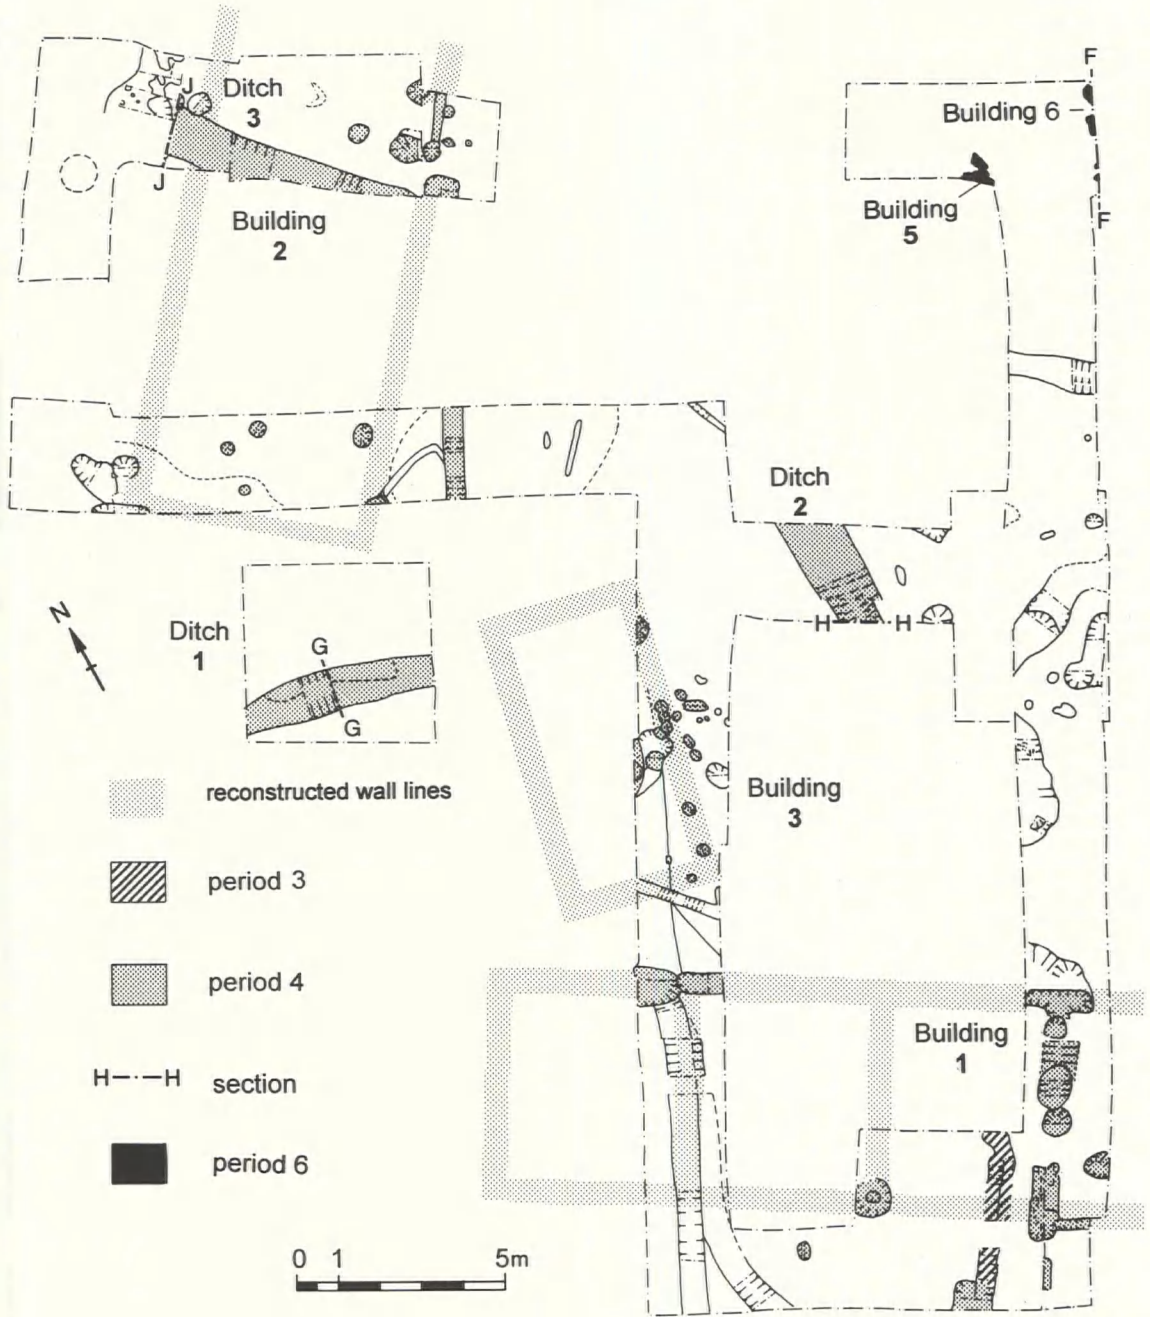 F
J
Ditch
3
Building 6
J
Building
5
F
Building
2
Ditch
2
N
H
H
Ditch
1
G
G
reconstructed wall lines
Building
3
period 3
period 4
Building
1
H
H
section
period 6
0
1
5m